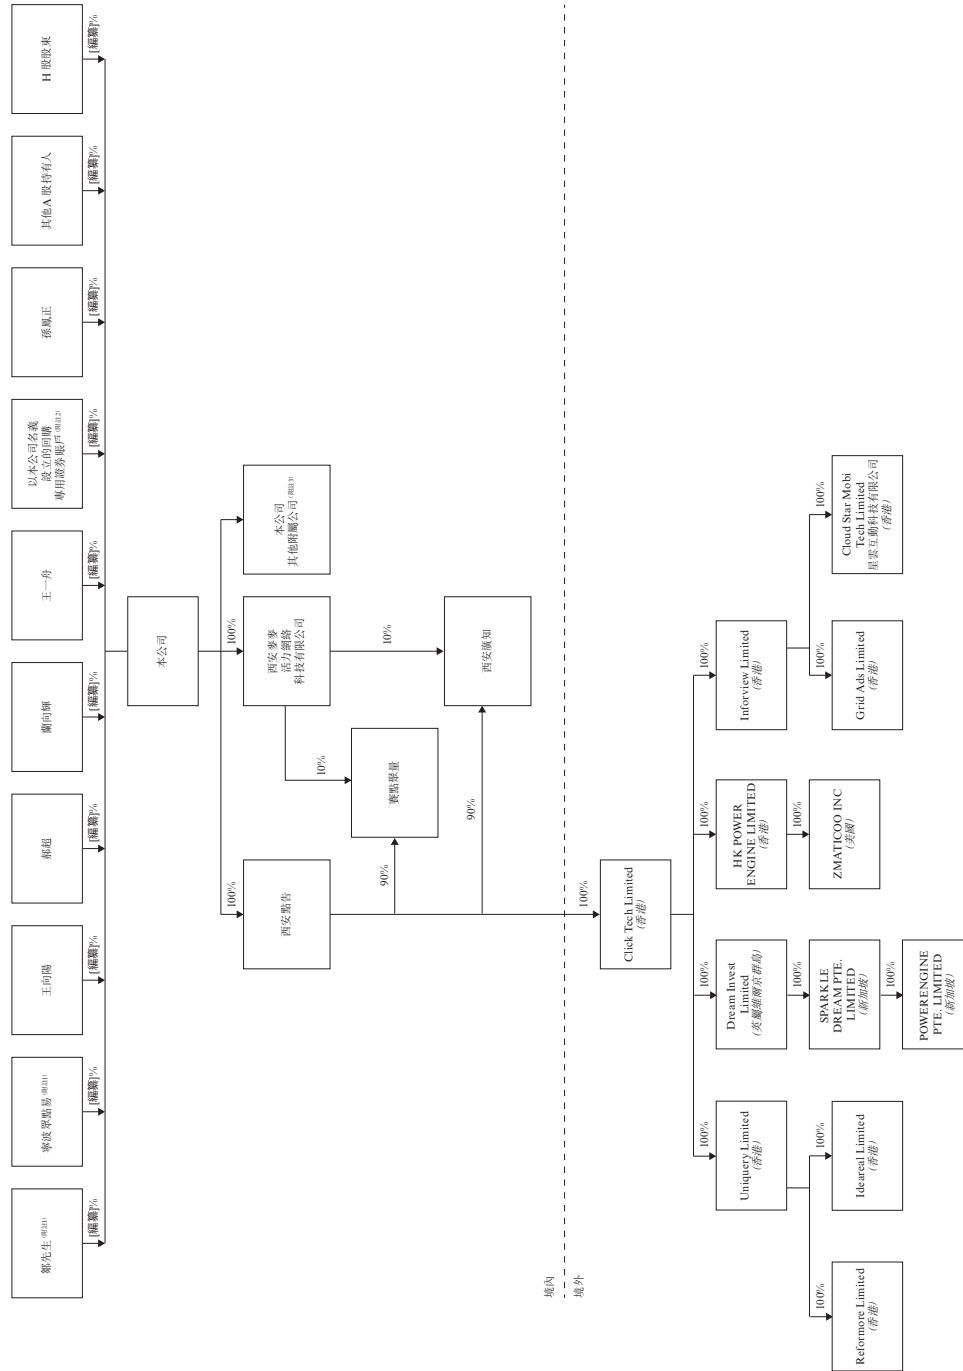 鄒先生(附註1)
寧波眾點易(附註1)
王向陽
郝超
蘭向輝
王一舟
以本公司名義
設立的回購
專用證券賬戶(附註2)
孫鳳正
其他A股持有人
H股股東
[編纂]%
[編纂]%
[編纂]%
[編纂]%
[編纂]%
[編纂]%
[編纂]%
[編纂]%
[編纂]%
[編纂]%
本公司
100%
100%
西安點告
西安麥麥
活力網絡
科技有限公司
本公司
其他附屬公司(附註3)
90%
10%
賽點聚量
90%
10%
西安廣知
境內
境外
100%
Click Tech Limited
(香港)
100%
100%
100%
100%
Uniquery Limited
(香港)
Dream Invest
Limited
(英屬維爾京群島)
HK POWER
ENGINE LIMITED
(香港)
Inforview Limited
(香港)
100%
100%
100%
100%
100%
100%
Reformore Limited
(香港)
Ideareal Limited
(香港)
SPARKLE
DREAM PTE.
LIMITED
(新加坡)
ZMATICOO INC
(美國)
Grid Ads Limited
(香港)
Cloud Star Mobi
Tech Limited
星雲互動科技有限公司
(香港)
100%
POWERENGINE
PTE. LIMITED
(新加坡)